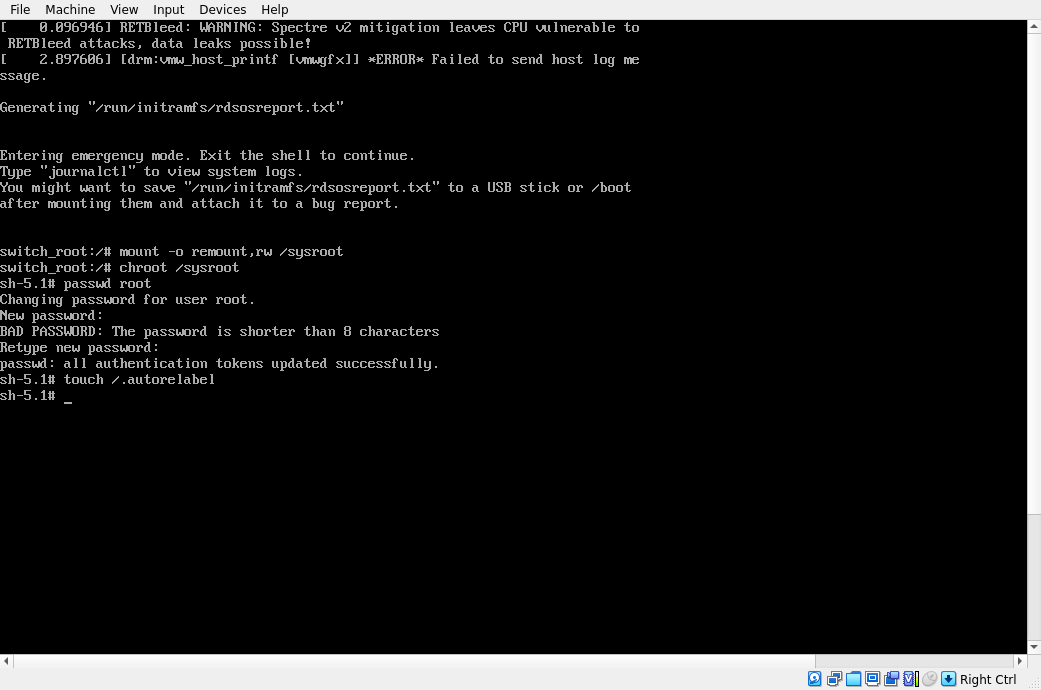 File Machine View Input Devices Help
[    0.096946] RETBleed: WARNING: Spectre v2 mitigation leaves CPU vulnerable to
 RETBleed attacks, data leaks possible!
[    2.897606] [drm:vmw_host_printf [vmwgfx]] *ERROR* Failed to send host log me
ssage.
Generating "/run/initramfs/rdsosreport.txt"
Entering emergency mode. Exit the shell to continue.
Type "journalctl" to view system logs.
You might want to save "/run/initramfs/rdsosreport.txt" to a USB stick or /boot
after mounting them and attach it to a bug report.
switch_root:/# mount -o remount,rw /sysroot
switch_root:/# chroot /sysroot
sh-5.1# passwd root
Changing password for user root.
New password:
BAD PASSWORD: The password is shorter than 8 characters
Retype new password:
passwd: all authentication tokens updated successfully.
sh-5.1# touch /.autorelabel
sh-5.1# _
Right Ctrl